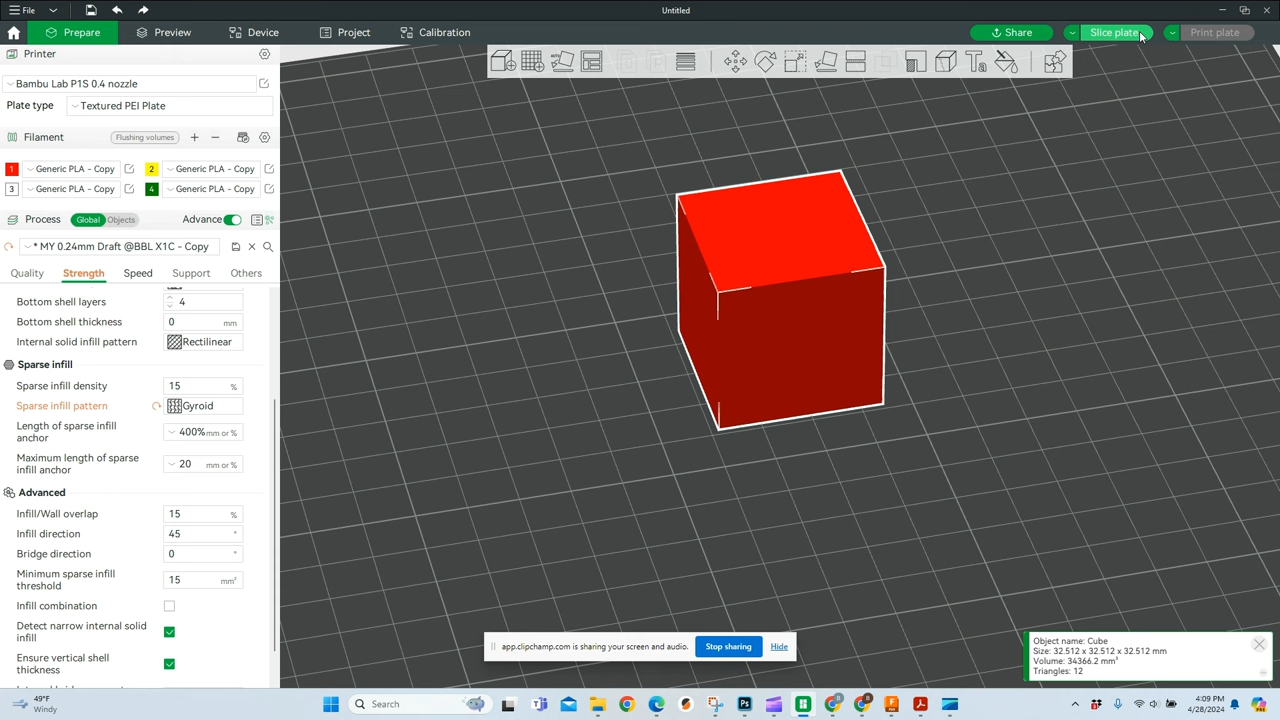 File
Untitled
Prepare
Preview
Device
Project
Calibration
Share
Slice plate
Print plate
Printer
Bambu Lab P1S 0.4 nozzle
Plate type
Textured PEI Plate
Filament
Flushing volumes
1 Generic PLA - Copy
2 Generic PLA - Copy
3 Generic PLA - Copy
4 Generic PLA - Copy
Process
Global
Objects
Advance
* MY 0.24mm Draft @BBL X1C - Copy
Quality
Strength
Speed
Support
Others
Bottom shell layers 4
Bottom shell thickness 0 mm
Internal solid infill pattern Rectilinear
Sparse infill
Sparse infill density 15 %
Sparse infill pattern Gyroid
Length of sparse
infill anchor 400% mm or %
Maximum length of sparse
infill anchor 20 mm or %
Advanced
Infill/Wall overlap 15 %
Infill direction 45 °
Bridge direction 0 °
Minimum sparse infill
threshold 15 mm²
Infill combination
Detect narrow internal solid
infill
Ensure vertical shell
thickness
app.clipchamp.com is sharing your screen and audio.
Stop sharing
Hide
Object name: Cube
Size: 32.512 x 32.512 x 32.512 mm
Volume: 34366.2 mm³
Triangles: 12
49°F
Windy
Search
4:09 PM
4/28/2024